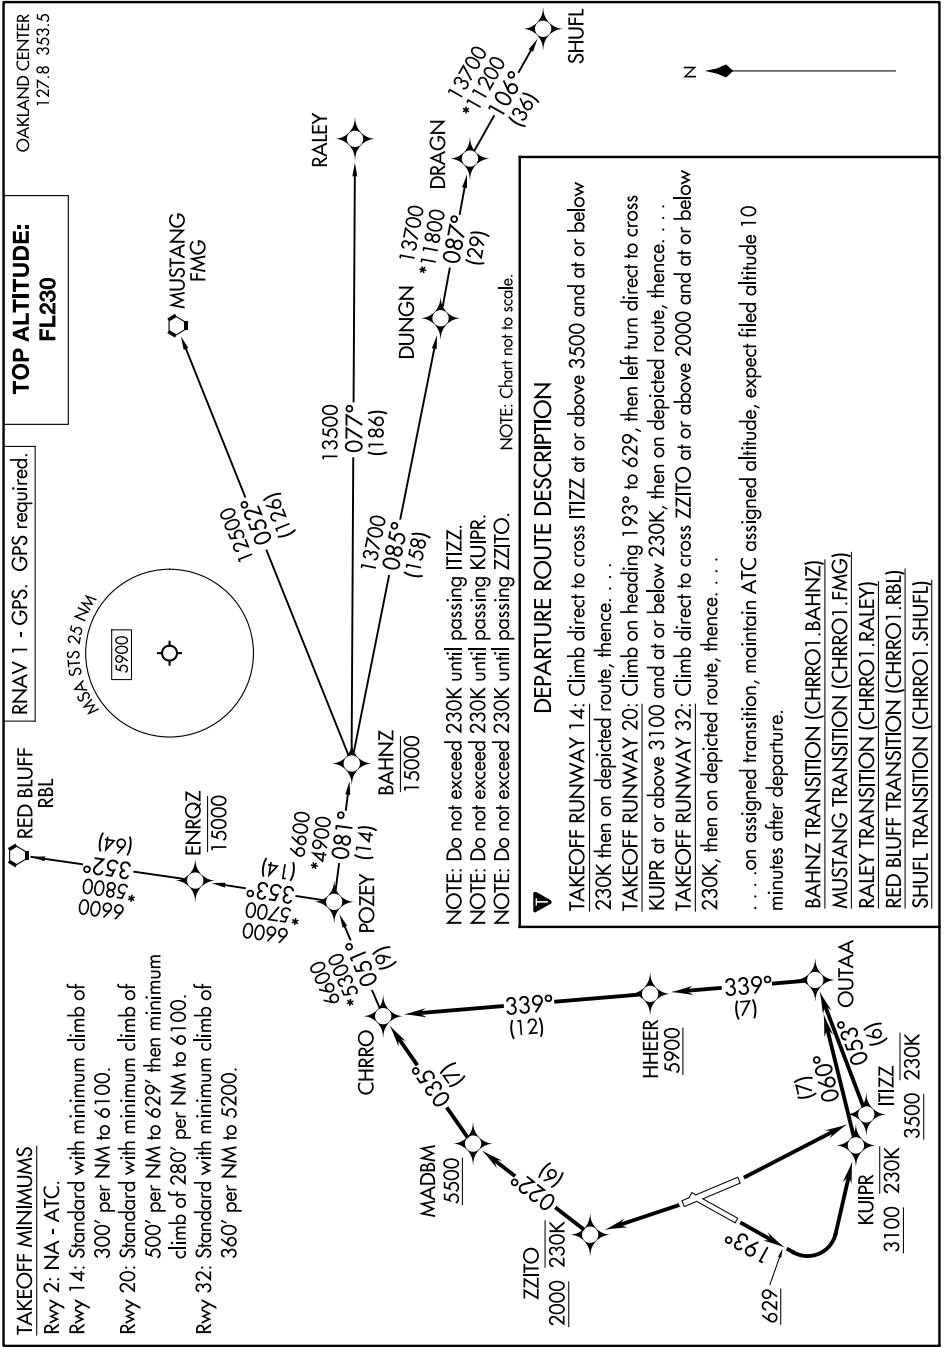 TAKEOFF MINIMUMS
Rwy 2: NA - ATC.
Rwy 14: Standard with minimum climb of
300' per NM to 6100.
Rwy 20: Standard with minimum climb of
500' per NM to 629' then minimum
climb of 280' per NM to 6100.
Rwy 32: Standard with minimum climb of
360' per NM to 5200.
RNAV 1 - GPS. GPS required.
TOP ALTITUDE:
FL230
OAKLAND CENTER
127.8 353.5
RED BLUFF
RBL
6600
*5800
352°
(64)
ENRQZ
15000
6600
*5700
353°
(14)
MSA STS 25 NM
5900
MUSTANG
FMG
12500
052°
(126)
RALEY
13500
077°
(186)
SHUFL
13700
*11200
106°
(36)
DRAGN
13700
*11800
087°
(29)
DUNGN
13700
085°
(158)
BAHNZ
15000
6600
*4900
081°
(14)
POZEY
6600
*5300
051°
(9)
CHRRO
035°
(7)
MADBM
5500
022°
(6)
ZZITO
2000 230K
339°
(12)
HHEER
5900
339°
(7)
OUTAA
053°
(6)
060°
(7)
ITIZZ
3500 230K
KUIPR
3100 230K
193°
629
N
NOTE: Do not exceed 230K until passing ITIZZ.
NOTE: Do not exceed 230K until passing KUIPR.
NOTE: Do not exceed 230K until passing ZZITO.
NOTE: Chart not to scale.
T
DEPARTURE ROUTE DESCRIPTION
TAKEOFF RUNWAY 14: Climb direct to cross ITIZZ at or above 3500 and at or below
230K then on depicted route, thence. . . .
TAKEOFF RUNWAY 20: Climb on heading 193° to 629, then left turn direct to cross
KUIPR at or above 3100 and at or below 230K, then on depicted route, thence. . . .
TAKEOFF RUNWAY 32: Climb direct to cross ZZITO at or above 2000 and at or below
230K, then on depicted route, thence. . . .
. . . .on assigned transition, maintain ATC assigned altitude, expect filed altitude 10
minutes after departure.
BAHNZ TRANSITION (CHRRO1.BAHNZ)
MUSTANG TRANSITION (CHRRO1.FMG)
RALEY TRANSITION (CHRRO1.RALEY)
RED BLUFF TRANSITION (CHRRO1.RBL)
SHUFL TRANSITION (CHRRO1.SHUFL)